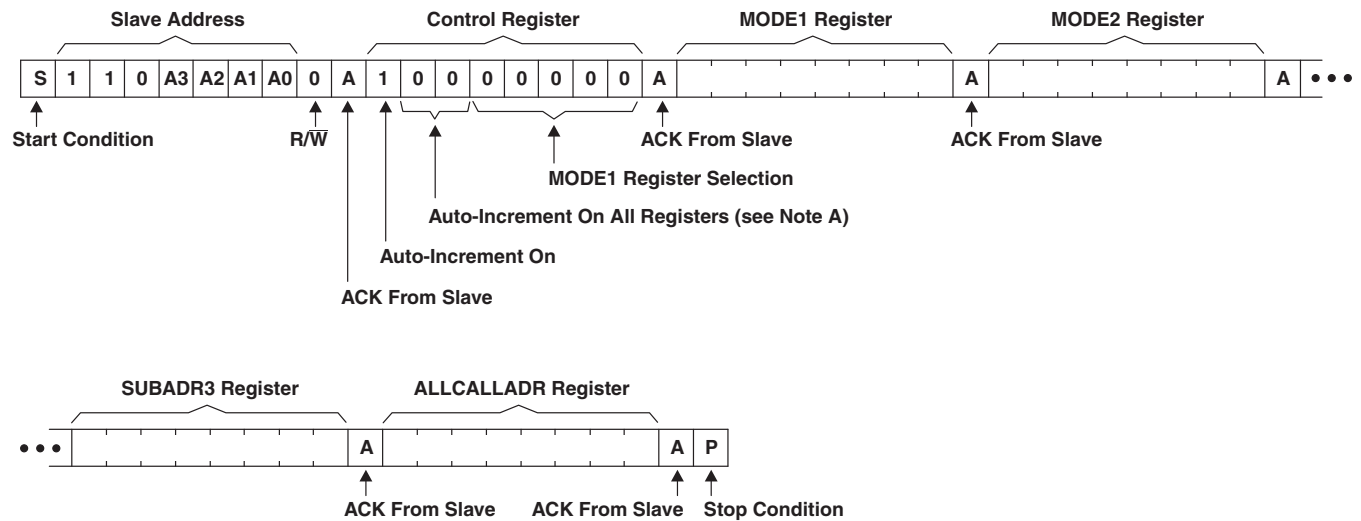 Slave Address Control Register MODE1 Register MODE2 Register
S 1 1 0 A3 A2 A1 A0 0 A 1 0 0 0 0 0 0 0 A A A •••
Start Condition R/W̅ ACK From Slave ACK From Slave
MODE1 Register Selection
Auto-Increment On All Registers (see Note A)
Auto-Increment On
ACK From Slave
SUBADR3 Register ALLCALLADR Register
••• A A P
ACK From Slave ACK From Slave Stop Condition